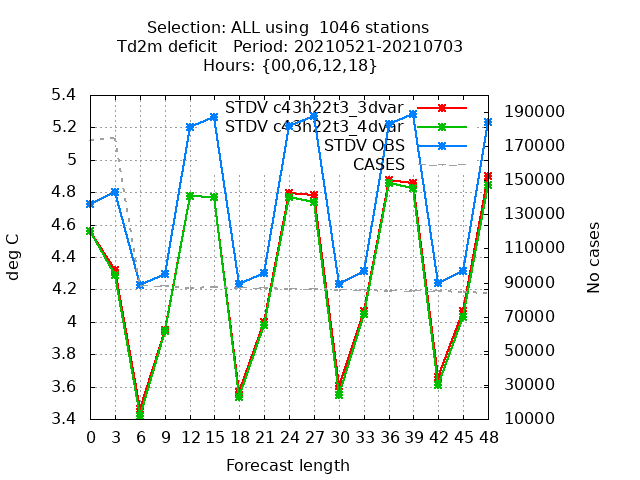 Selection: ALL using  1046 stations
Td2m deficit   Period: 20210521-20210703
Hours: {00,06,12,18}
STDV c43h22t3_3dvar
STDV c43h22t3_4dvar
STDV OBS
CASES
5.4
5.2
5
4.8
4.6
4.4
4.2
4
3.8
3.6
3.4
deg C
190000
170000
150000
130000
110000
90000
70000
50000
30000
10000
No cases
0 3 6 9 12 15 18 21 24 27 30 33 36 39 42 45 48
Forecast length